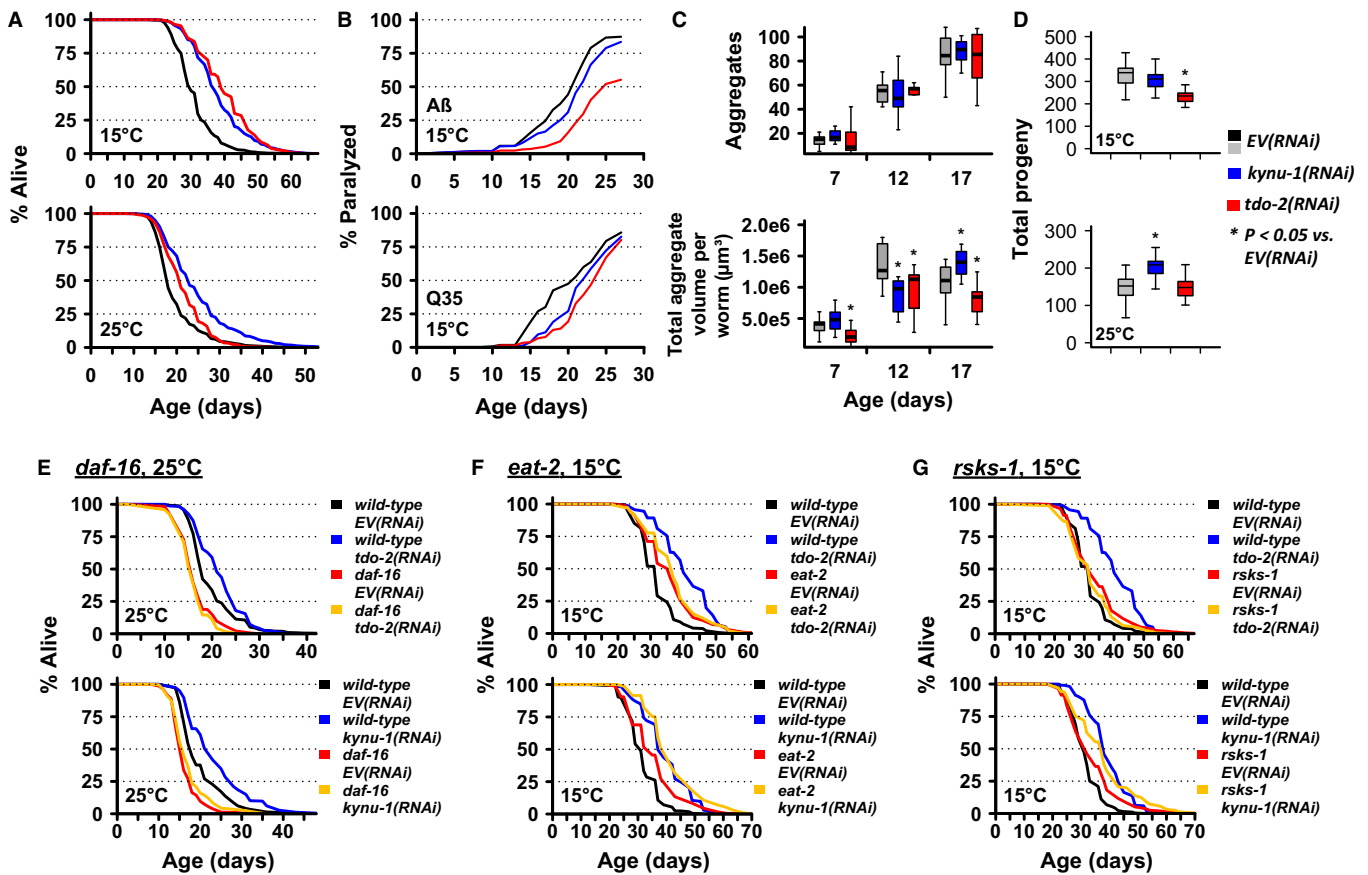 A
% Alive
100
75
50
25
0
15°C
0 10 20 30 40 50 60
100
75
50
25
0
25°C
0 10 20 30 40 50
Age (days)
B
% Paralyzed
100
75
50
25
0
Aß
15°C
0 5 10 15 20 25 30
100
75
50
25
0
Q35
15°C
0 5 10 15 20 25 30
Age (days)
C
Aggregates
100
80
60
40
20
7 12 17
Total aggregate
volume per
worm (µm³)
2.0e6
1.5e6
1.0e6
5.0e5
* * * * *
7 12 17
Age (days)
D
Total progeny
500
400
300
200
100
0
*
15°C
300
200
100
0
*
25°C
EV(RNAi)
kynu-1(RNAi)
tdo-2(RNAi)
* P < 0.05 vs.
EV(RNAi)
E daf-16, 25°C
% Alive
100
75
50
25
0
25°C
0 10 20 30 40
wild-type
EV(RNAi)
wild-type
tdo-2(RNAi)
daf-16
EV(RNAi)
daf-16
tdo-2(RNAi)
100
75
50
25
0
25°C
0 10 20 30 40
wild-type
EV(RNAi)
wild-type
kynu-1(RNAi)
daf-16
EV(RNAi)
daf-16
kynu-1(RNAi)
Age (days)
F eat-2, 15°C
% Alive
100
75
50
25
0
15°C
0 10 20 30 40 50 60
wild-type
EV(RNAi)
wild-type
tdo-2(RNAi)
eat-2
EV(RNAi)
eat-2
tdo-2(RNAi)
100
75
50
25
0
15°C
0 10 20 30 40 50 60 70
wild-type
EV(RNAi)
wild-type
kynu-1(RNAi)
eat-2
EV(RNAi)
eat-2
kynu-1(RNAi)
Age (days)
G rsks-1, 15°C
% Alive
100
75
50
25
0
15°C
0 10 20 30 40 50 60
wild-type
EV(RNAi)
wild-type
tdo-2(RNAi)
rsks-1
EV(RNAi)
rsks-1
tdo-2(RNAi)
100
75
50
25
0
15°C
0 10 20 30 40 50 60 70
wild-type
EV(RNAi)
wild-type
kynu-1(RNAi)
rsks-1
EV(RNAi)
rsks-1
kynu-1(RNAi)
Age (days)